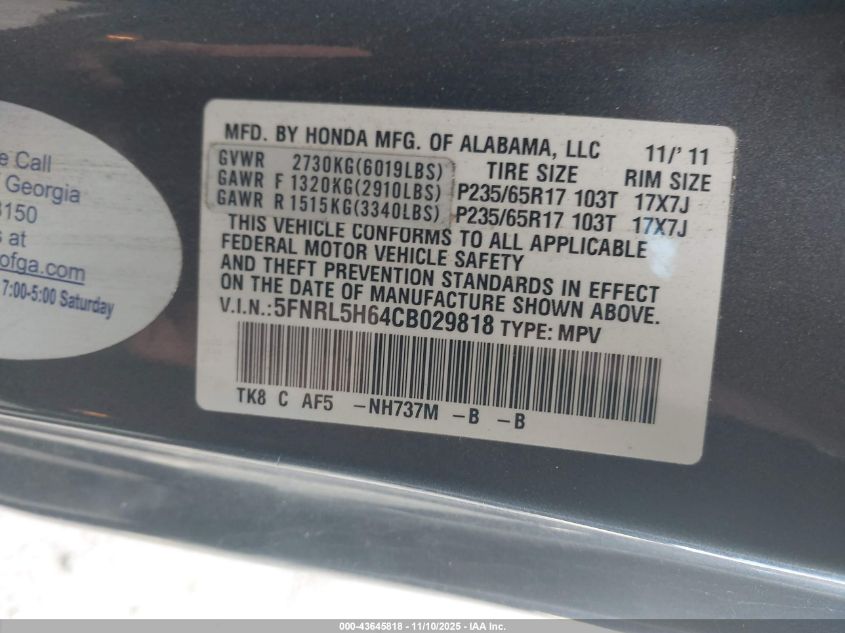 e Call
Georgia
3150
s at
ofga.com
7:00-5:00 Saturday
MFD. BY HONDA MFG. OF ALABAMA, LLC 11/'11
GVWR 2730KG(6019LBS) TIRE SIZE RIM SIZE
GAWR F 1320KG(2910LBS) P235/65R17 103T 17X7J
GAWR R 1515KG(3340LBS) P235/65R17 103T 17X7J
THIS VEHICLE CONFORMS TO ALL APPLICABLE
FEDERAL MOTOR VEHICLE SAFETY
AND THEFT PREVENTION STANDARDS IN EFFECT
ON THE DATE OF MANUFACTURE SHOWN ABOVE.
V.I.N.:5FNRL5H64CB029818 TYPE: MPV
TK8 C AF5 -NH737M -B -B
000-43645818 - 11/10/2025 - IAA Inc.